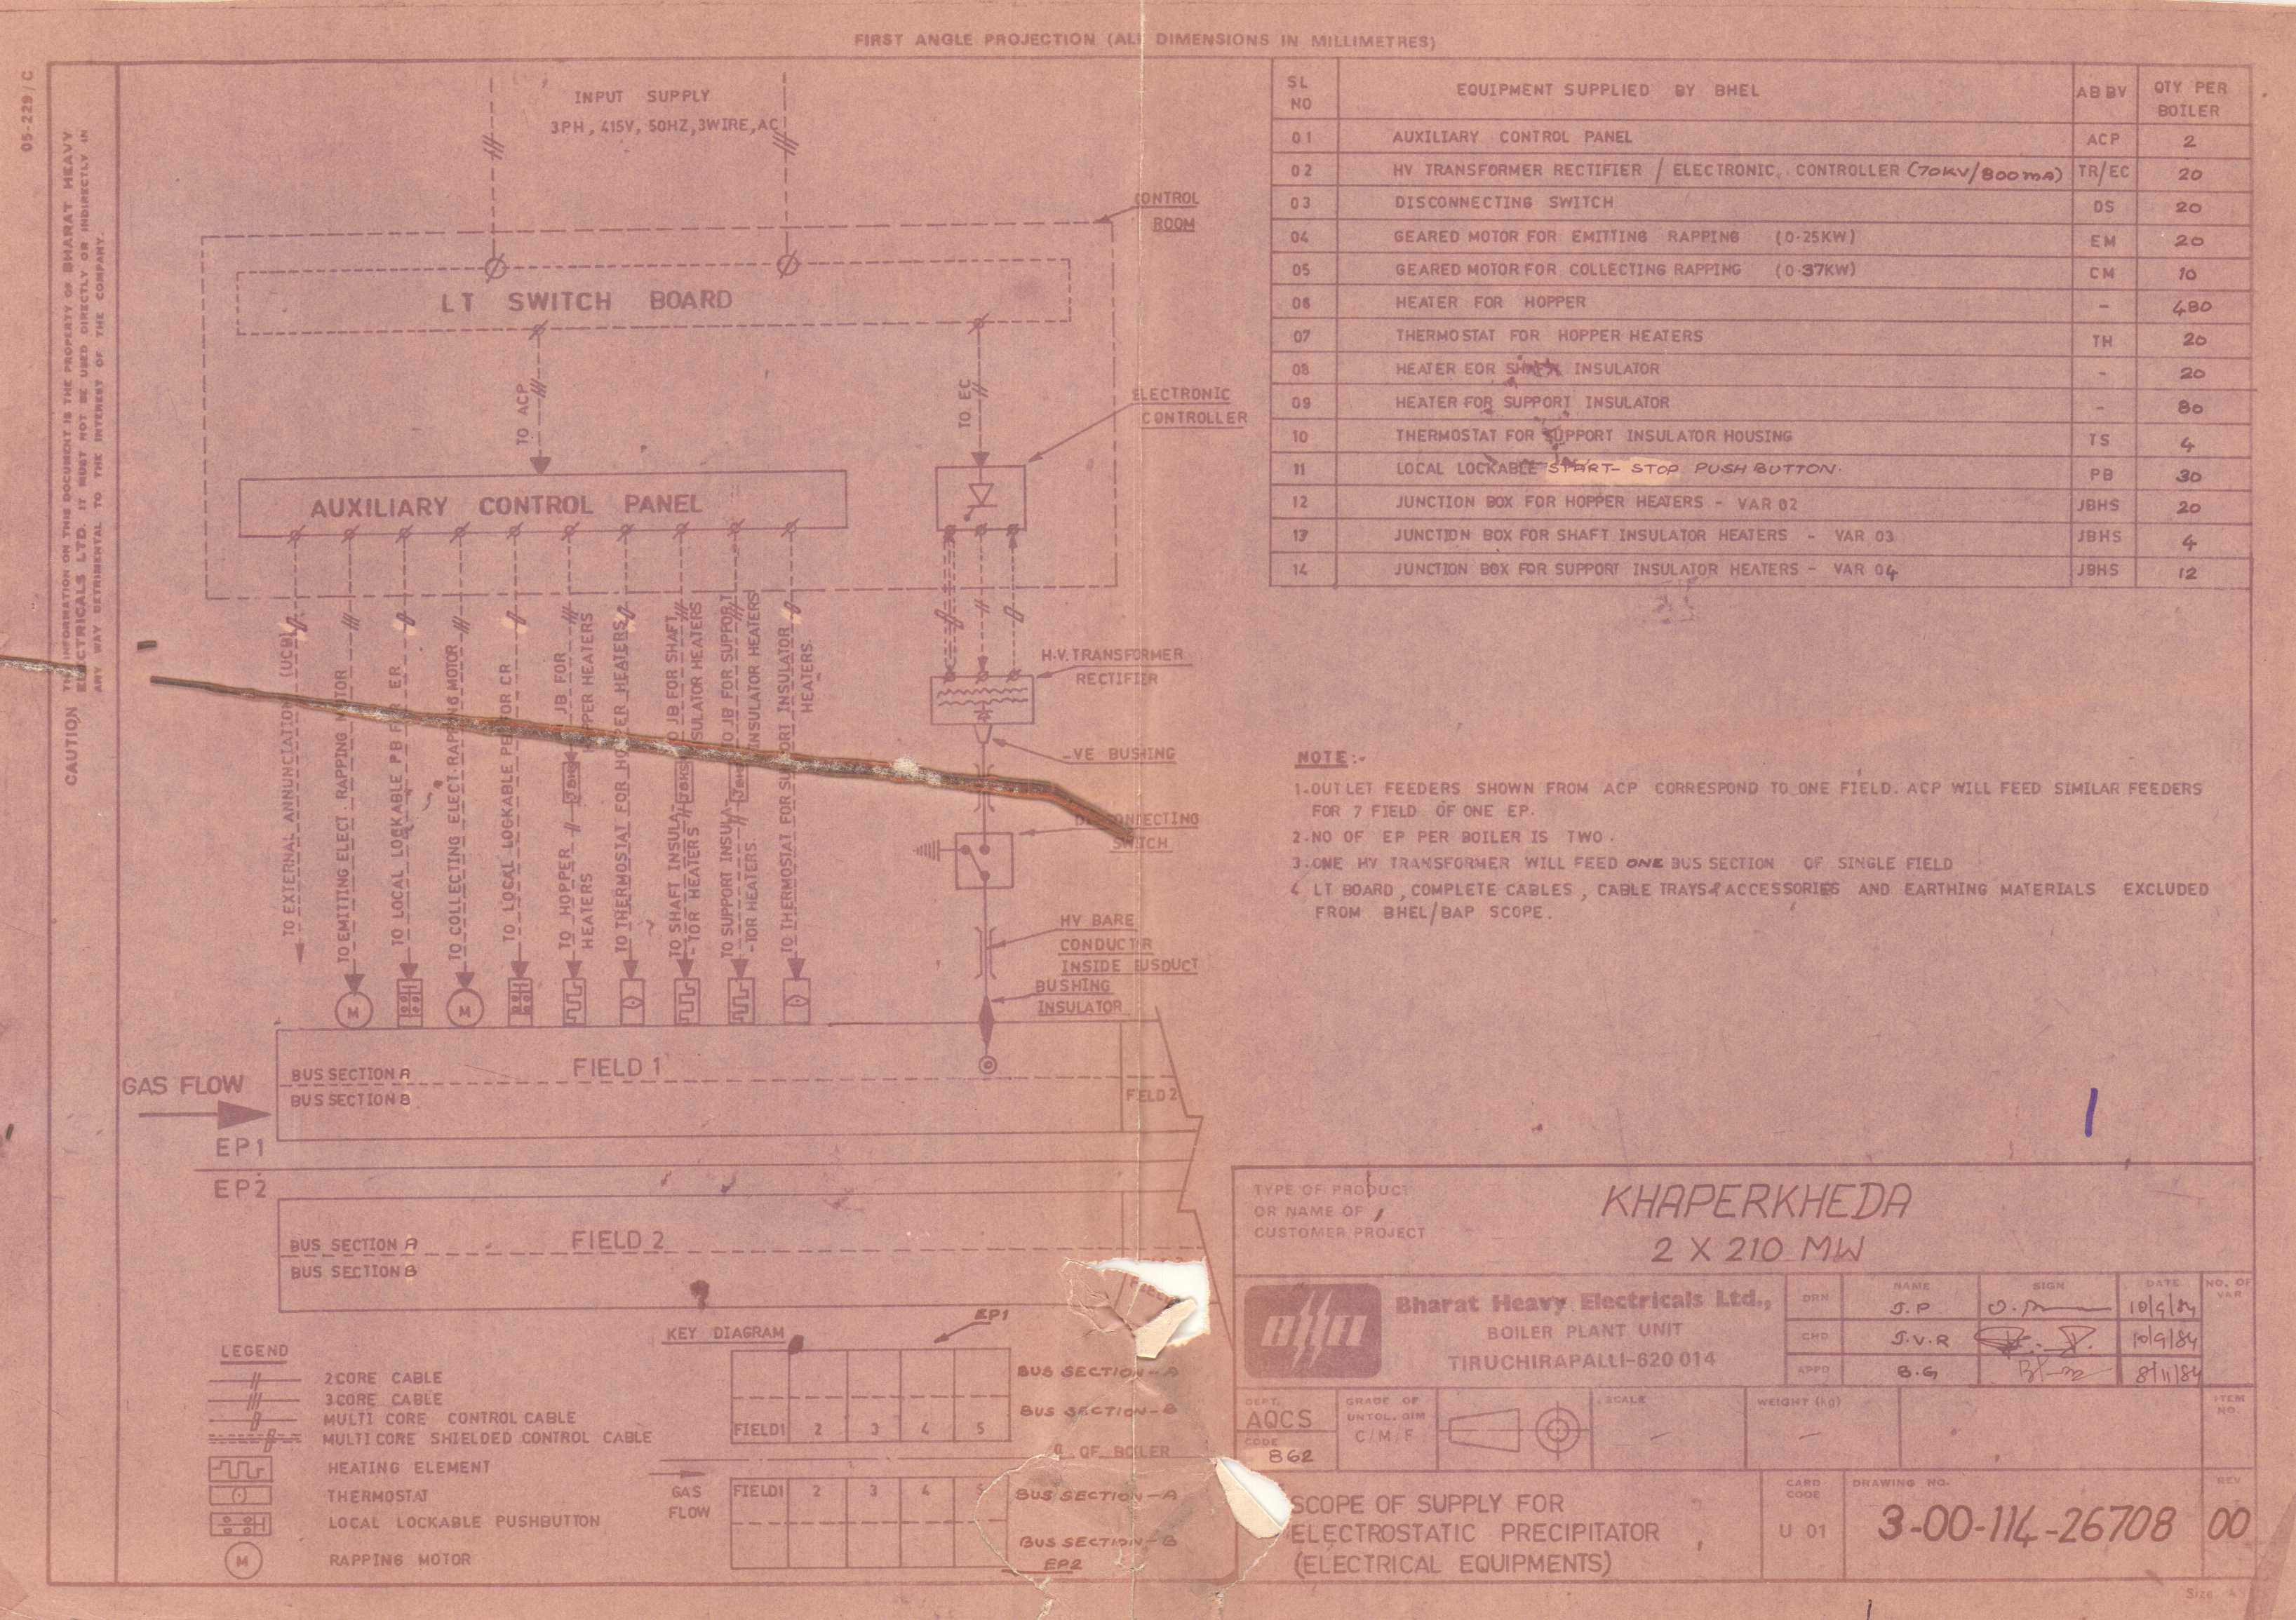 FIRST ANGLE PROJECTION (ALL DIMENSIONS IN MILLIMETRES)
05-229/C
CAUTION THE INFORMATION ON THIS DOCUMENT IS THE PROPERTY OF BHARAT HEAVY
ELECTRICALS LTD. IT MUST NOT BE USED DIRECTLY OR INDIRECTLY IN
ANY WAY DETRIMENTAL TO THE INTEREST OF THE COMPANY.
INPUT SUPPLY
3PH, 415V, 50HZ, 3WIRE, AC
CONTROL
ROOM
LT SWITCH BOARD
TO ACP
TO EC
ELECTRONIC
CONTROLLER
AUXILIARY CONTROL PANEL
TO EXTERNAL ANNUNCIATION (UCB)
TO EMITTING ELECT RAPPING MOTOR
TO LOCAL LOCKABLE PB FOR ER
TO COLLECTING ELECT RAPPING MOTOR
TO LOCAL LOCKABLE PB FOR CR
TO JB FOR
HOPPER HEATERS
JBHS
TO HOPPER
HEATERS
TO THERMOSTAT FOR HOPPER HEATERS
TO JB FOR SHAFT
INSULATOR HEATERS
JBHS
TO SHAFT INSULA-
-TOR HEATERS
TO JB FOR SUPPORT
INSULATOR HEATERS
JBHS
TO SUPPORT INSULA-
-TOR HEATERS
TO THERMOSTAT FOR SUPPORT INSULATOR
HEATERS
H.V. TRANSFORMER
RECTIFIER
-VE BUSHING
DISCONNECTING
SWITCH
HV BARE
CONDUCTOR
INSIDE BUSDUCT
BUSHING
INSULATOR
M
M
GAS FLOW
BUS SECTION A
BUS SECTION B
FIELD 1
FIELD 2
EP1
EP2
BUS SECTION A
BUS SECTION B
FIELD 2
LEGEND
2CORE CABLE
3CORE CABLE
MULTI CORE CONTROL CABLE
MULTI CORE SHIELDED CONTROL CABLE
HEATING ELEMENT
THERMOSTAT
LOCAL LOCKABLE PUSHBUTTON
M RAPPING MOTOR
KEY DIAGRAM
EP1
BUS SECTION-A
BUS SECTION-B
FIELD1 2 3 4 5
OF BOILER
GAS
FLOW
FIELD1 2 3 4 5
BUS SECTION-A
BUS SECTION-B
EP2
SL NO EQUIPMENT SUPPLIED BY BHEL ABBV QTY PER BOILER
01 AUXILIARY CONTROL PANEL ACP 2
02 HV TRANSFORMER RECTIFIER / ELECTRONIC CONTROLLER (70KV/800mA) TR/EC 20
03 DISCONNECTING SWITCH DS 20
04 GEARED MOTOR FOR EMITTING RAPPING (0·25KW) EM 20
05 GEARED MOTOR FOR COLLECTING RAPPING (0·37KW) CM 10
06 HEATER FOR HOPPER - 480
07 THERMOSTAT FOR HOPPER HEATERS TH 20
08 HEATER EOR SHAFT INSULATOR - 20
09 HEATER FOR SUPPORT INSULATOR - 80
10 THERMOSTAT FOR SUPPORT INSULATOR HOUSING TS 4
11 LOCAL LOCKABLE START-STOP PUSH BUTTON. PB 30
12 JUNCTION BOX FOR HOPPER HEATERS - VAR 02 JBHS 20
13 JUNCTION BOX FOR SHAFT INSULATOR HEATERS - VAR 03 JBHS 4
14 JUNCTION BOX FOR SUPPORT INSULATOR HEATERS - VAR 04 JBHS 12
NOTE:-
1.OUTLET FEEDERS SHOWN FROM ACP CORRESPOND TO ONE FIELD. ACP WILL FEED SIMILAR FEEDERS
FOR 7 FIELD OF ONE EP.
2.NO OF EP PER BOILER IS TWO.
3.ONE HV TRANSFORMER WILL FEED ONE BUS SECTION OF SINGLE FIELD
4 LT BOARD, COMPLETE CABLES, CABLE TRAYS & ACCESSORIES AND EARTHING MATERIALS EXCLUDED
FROM BHEL/BAP SCOPE.
TYPE OF PRODUCT
OR NAME OF
CUSTOMER/PROJECT
KHAPERKHEDA
2 X 210 MW
BHEL
Bharat Heavy Electricals Ltd.,
BOILER PLANT UNIT
TIRUCHIRAPALLI-620 014
NAME SIGN DATE NO. OF VAR
DRN J.P 10/9/84
CHD J.V.R 10/9/84
APPD B.G 8/11/84
DEPT. AQCS
CODE 862
GRADE OF
UNTOL. DIM
C/M.F
SCALE -
WEIGHT (kg) -
ITEM NO.
SCOPE OF SUPPLY FOR
ELECTROSTATIC PRECIPITATOR
(ELECTRICAL EQUIPMENTS)
CARD CODE
U 01
DRAWING NO.
3-00-114-26708
REV
00
Size A